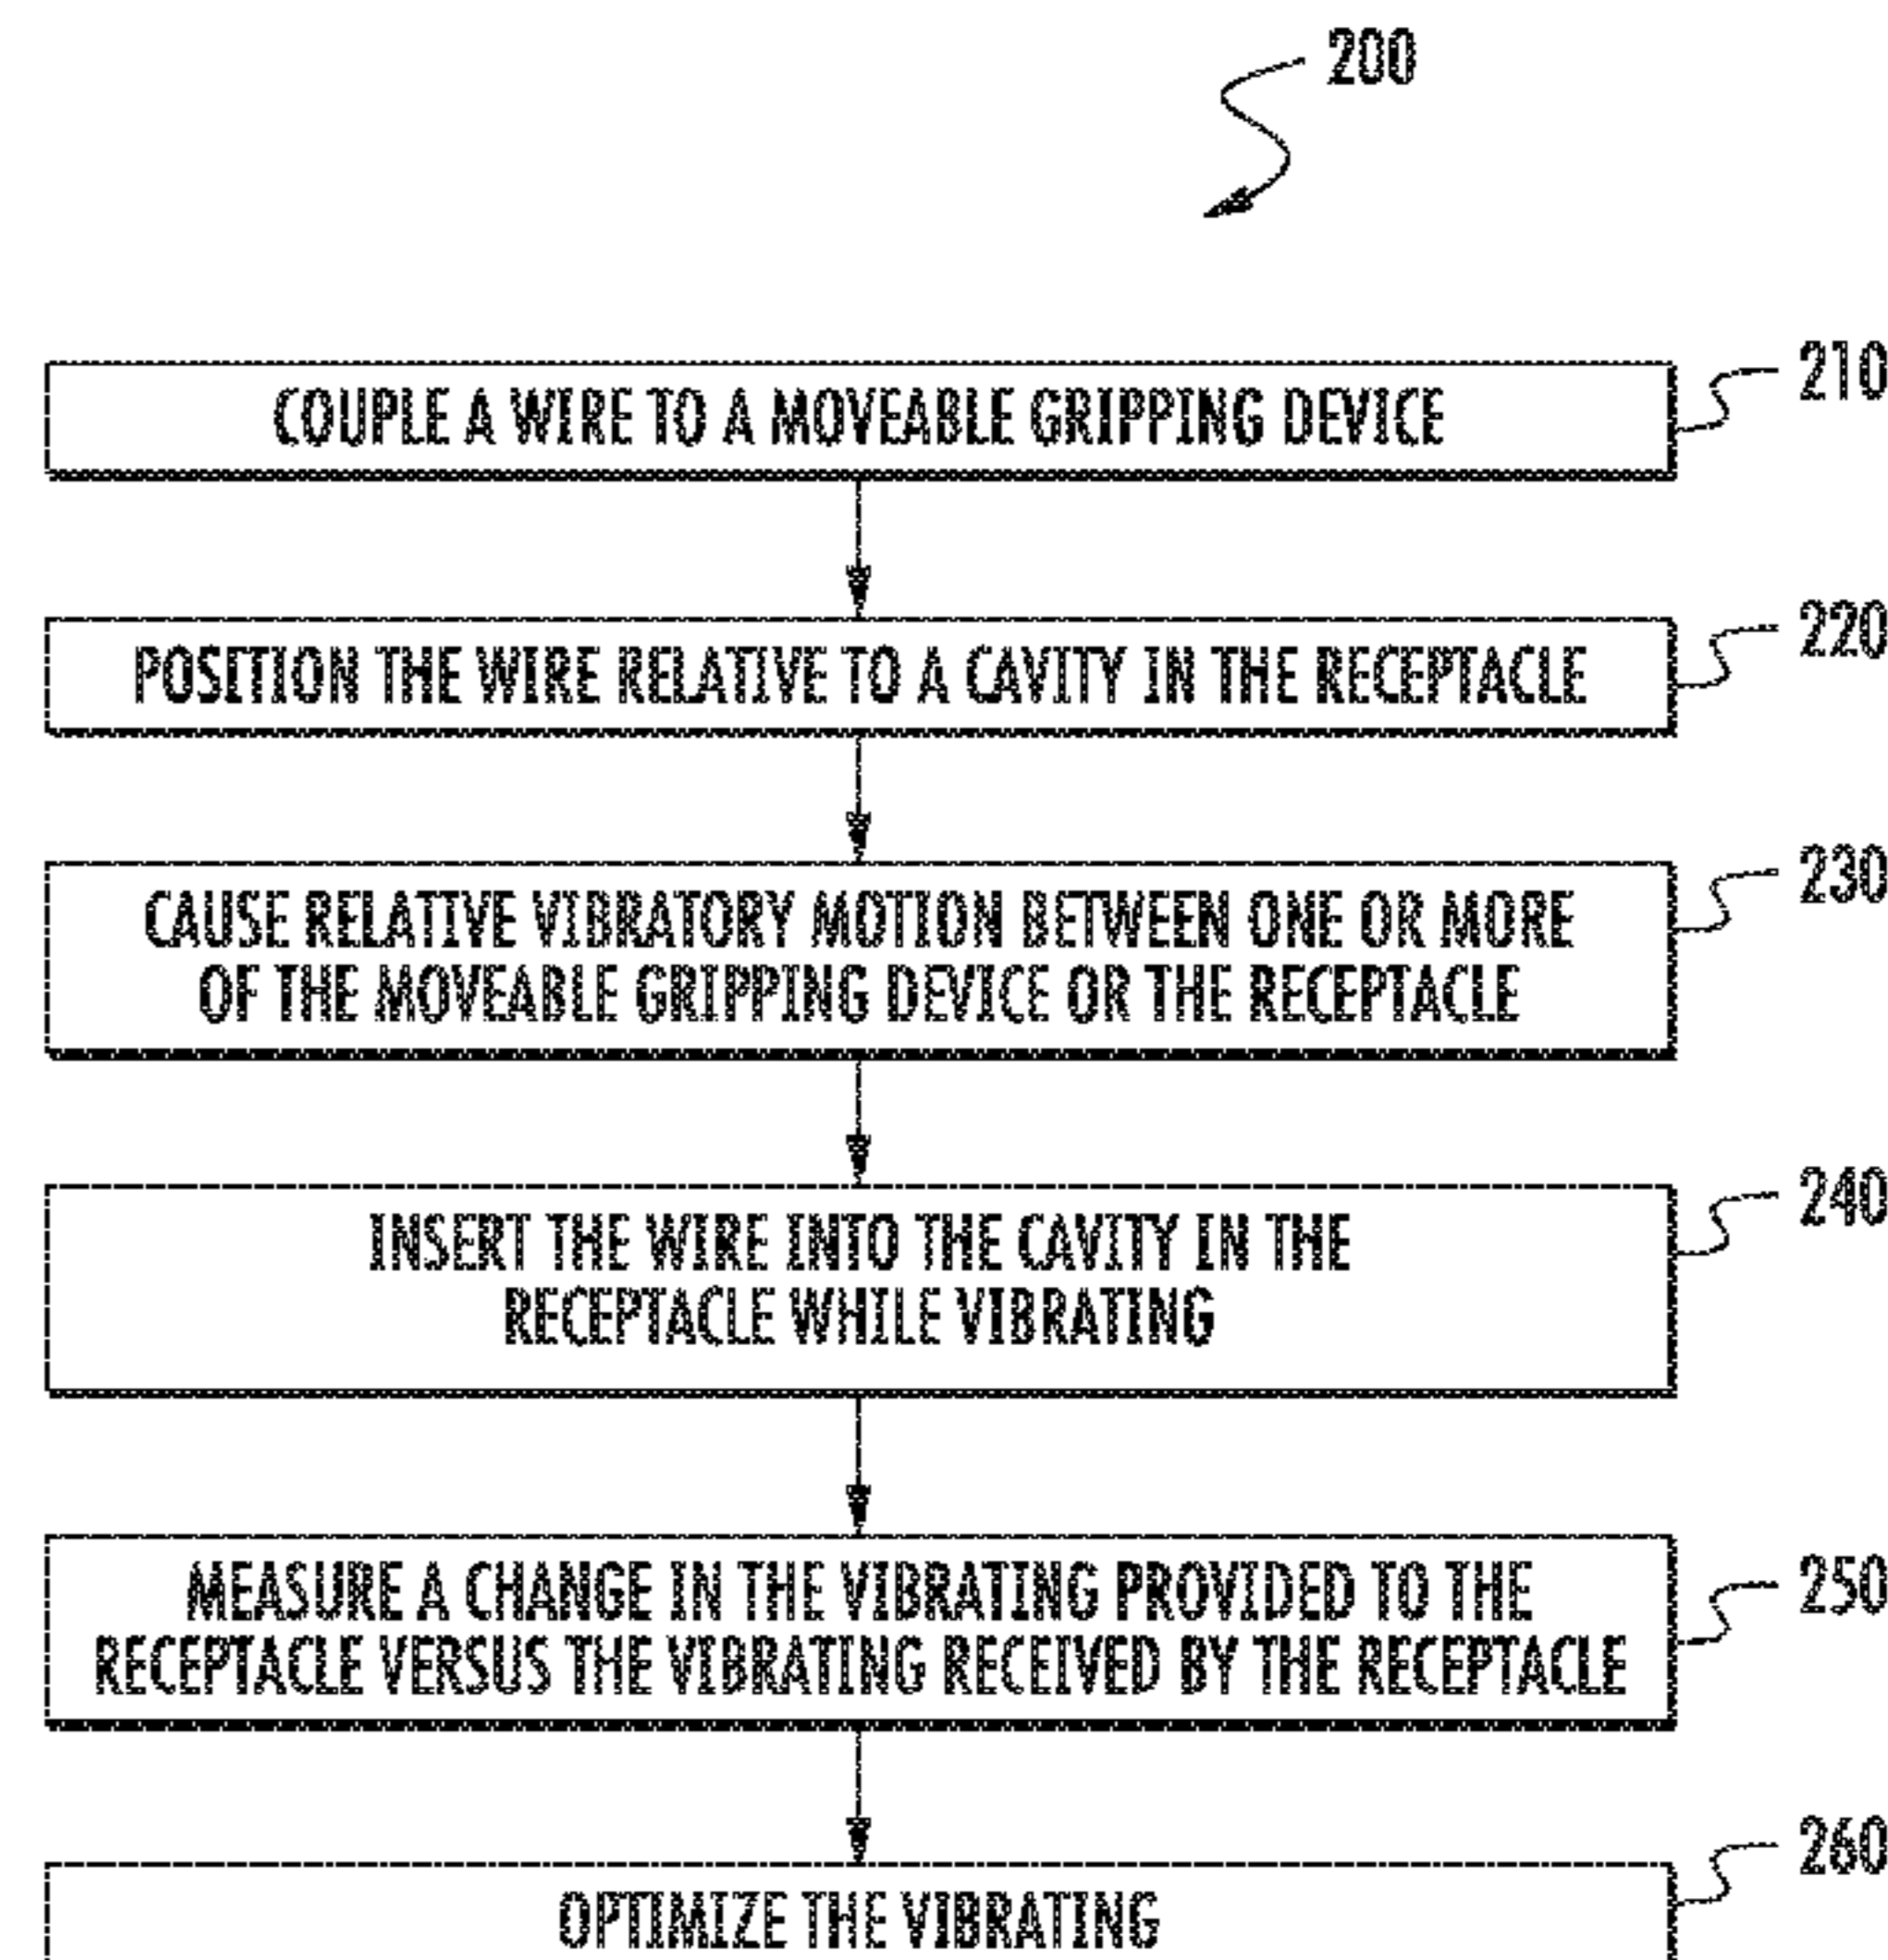 200
COUPLE A WIRE TO A MOVEABLE GRIPPING DEVICE
210
POSITION THE WIRE RELATIVE TO A CAVITY IN THE RECEPTACLE
220
CAUSE RELATIVE VIBRATORY MOTION BETWEEN ONE OR MORE
OF THE MOVEABLE GRIPPING DEVICE OR THE RECEPTACLE
230
INSERT THE WIRE INTO THE CAVITY IN THE
RECEPTACLE WHILE VIBRATING
240
MEASURE A CHANGE IN THE VIBRATING PROVIDED TO THE
RECEPTACLE VERSUS THE VIBRATING RECEIVED BY THE RECEPTACLE
250
OPTIMIZE THE VIBRATING
260